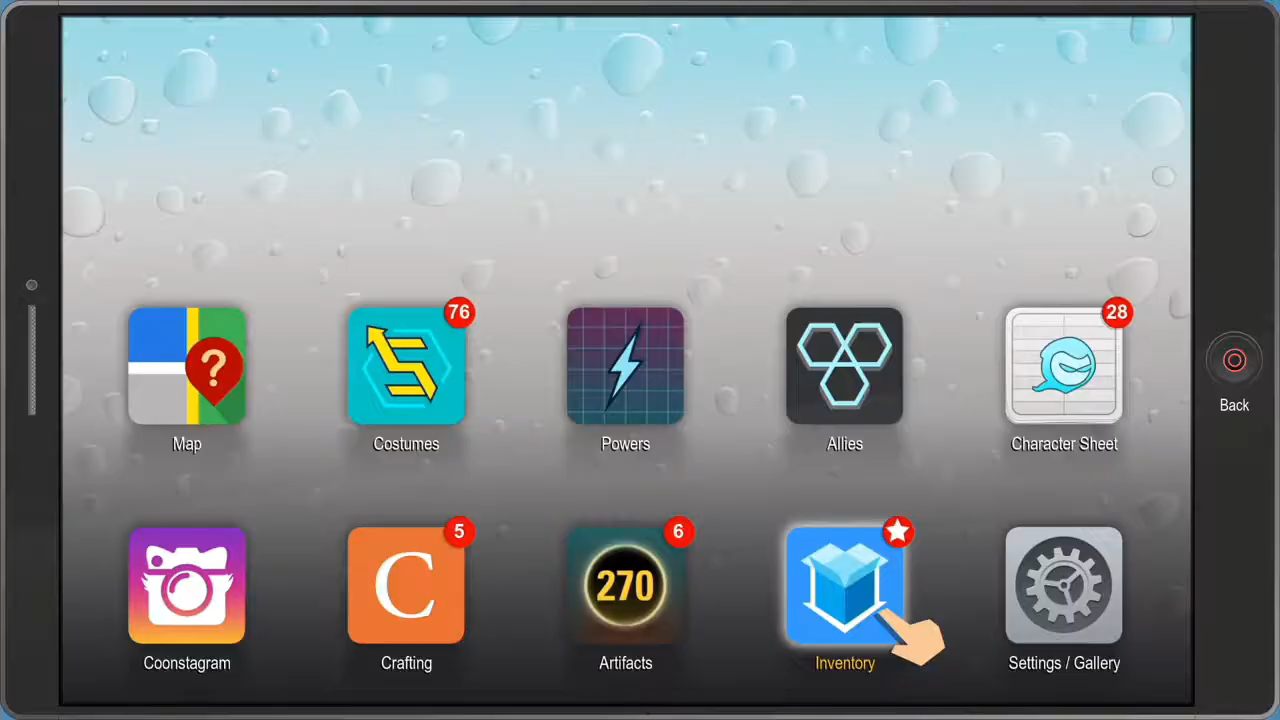 76
28
?
Map
Costumes
Powers
Allies
Character Sheet
Back
5
6
C
270
Coonstagram
Crafting
Artifacts
Inventory
Settings / Gallery